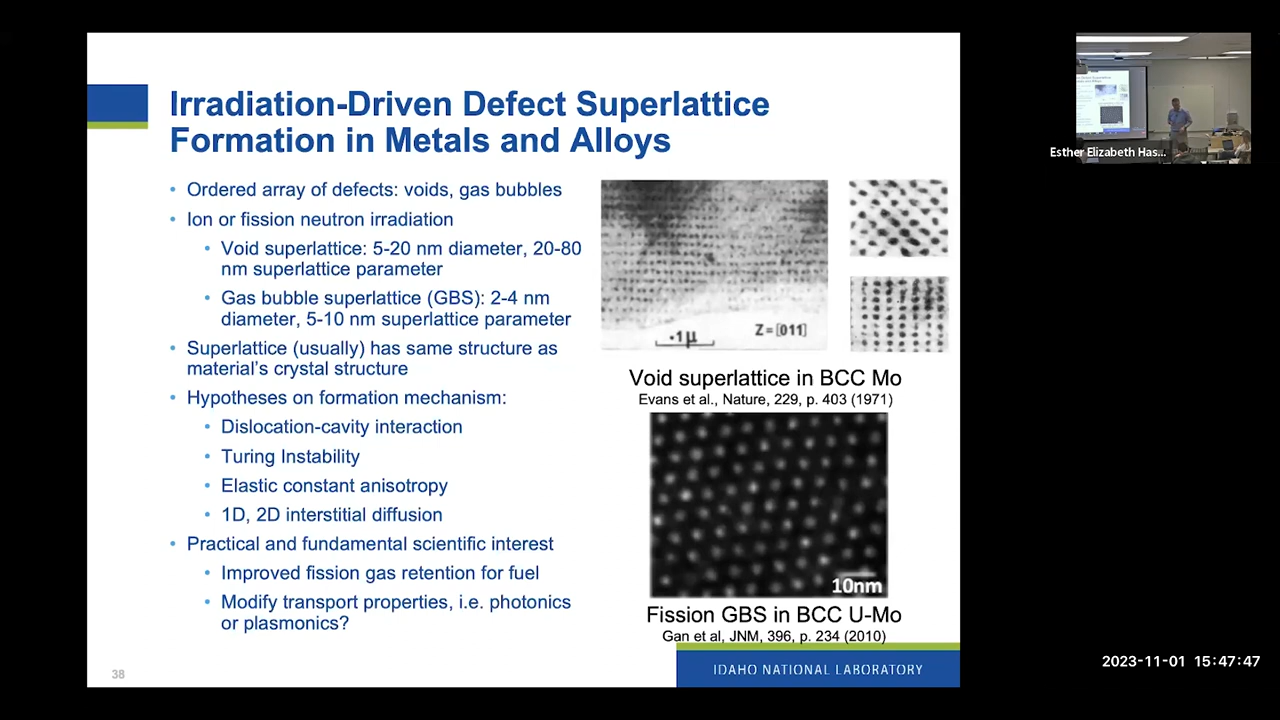 Irradiation-Driven Defect Superlattice
Formation in Metals and Alloys
• Ordered array of defects: voids, gas bubbles
• Ion or fission neutron irradiation
• Void superlattice: 5-20 nm diameter, 20-80
nm superlattice parameter
• Gas bubble superlattice (GBS): 2-4 nm
diameter, 5-10 nm superlattice parameter
• Superlattice (usually) has same structure as
material's crystal structure
• Hypotheses on formation mechanism:
• Dislocation-cavity interaction
• Turing Instability
• Elastic constant anisotropy
• 1D, 2D interstitial diffusion
• Practical and fundamental scientific interest
• Improved fission gas retention for fuel
• Modify transport properties, i.e. photonics
or plasmonics?
.1μ
Z=[011]
Void superlattice in BCC Mo
Evans et al., Nature, 229, p. 403 (1971)
10nm
Fission GBS in BCC U-Mo
Gan et al, JNM, 396, p. 234 (2010)
38
IDAHO NATIONAL LABORATORY
Esther Elizabeth Has...
2023-11-01 15:47:47